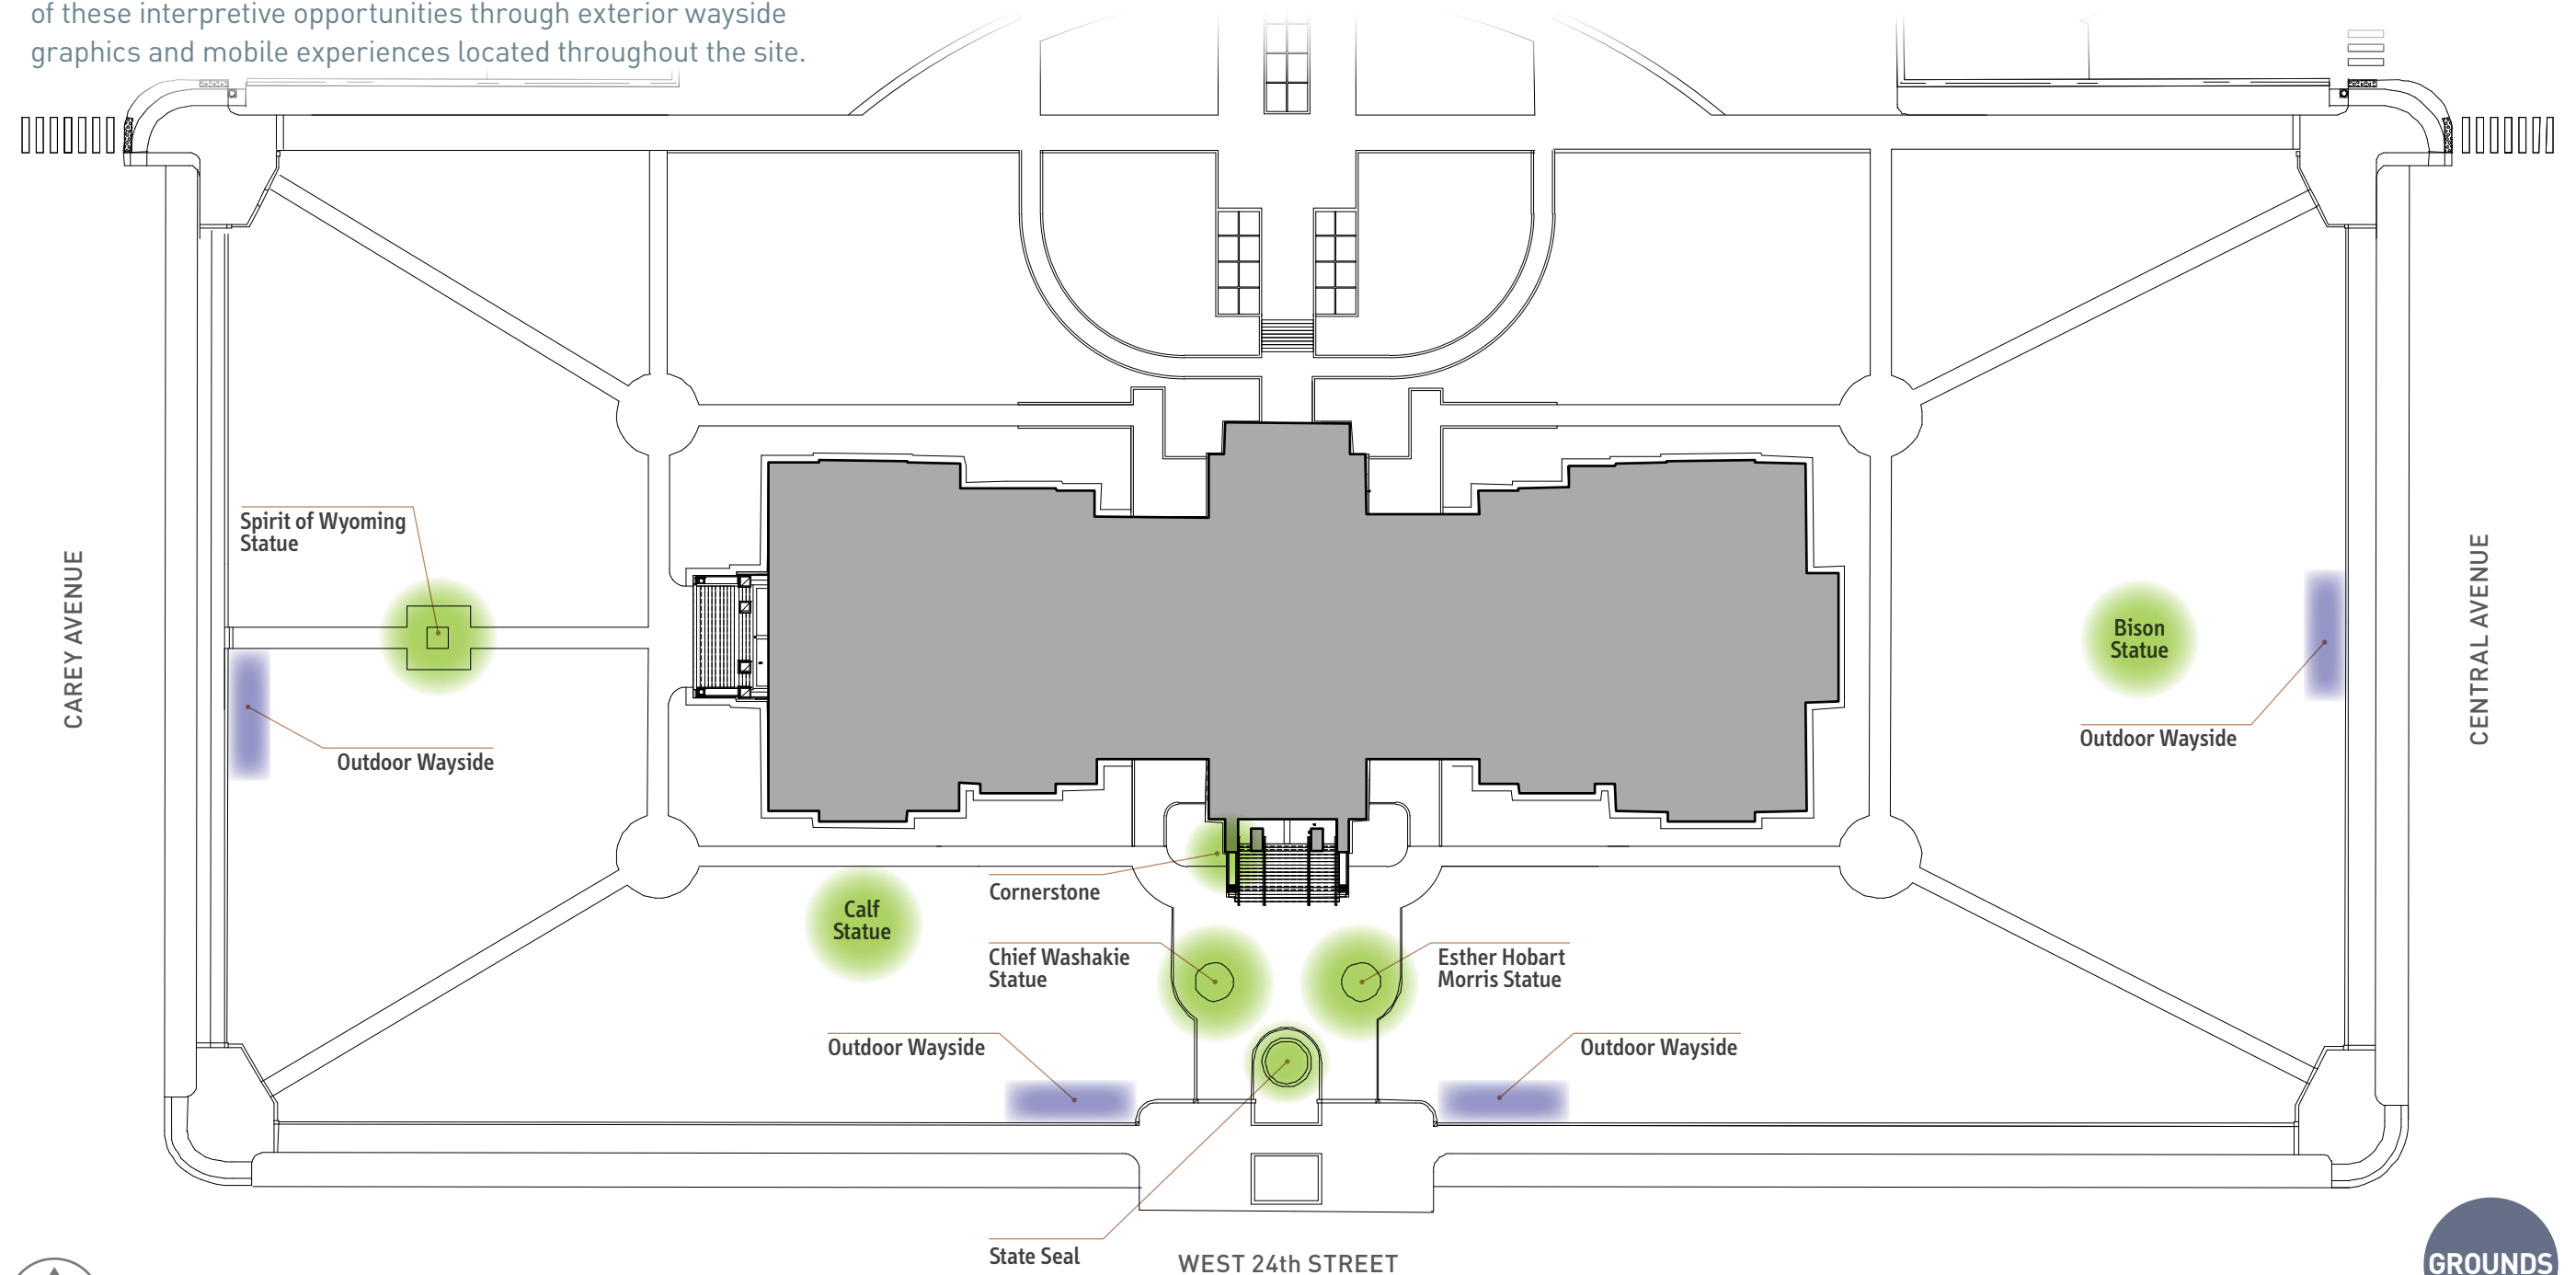 of these interpretive opportunities through exterior wayside
graphics and mobile experiences located throughout the site.
Spirit of Wyoming
Statue
CAREY AVENUE
Outdoor Wayside
Bison
Statue
Outdoor Wayside
CENTRAL AVENUE
Cornerstone
Calf
Statue
Chief Washakie
Statue
Esther Hobart
Morris Statue
Outdoor Wayside
Outdoor Wayside
State Seal
WEST 24th STREET
GROUNDS